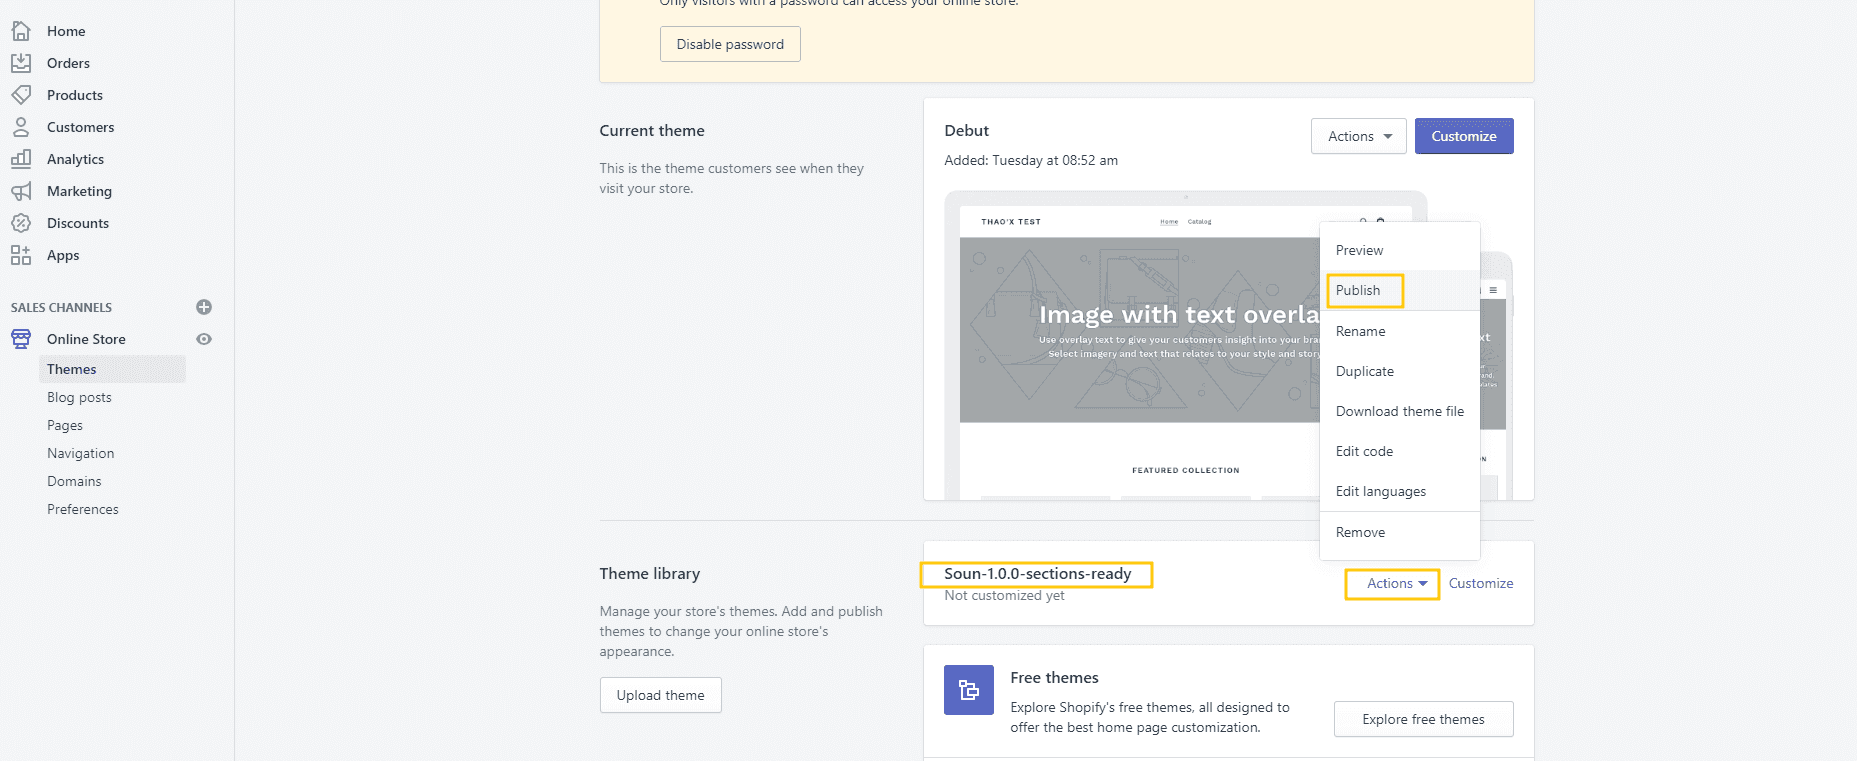 Home
Orders
Products
Customers
Analytics
Marketing
Discounts
Apps
SALES CHANNELS
Online Store
Themes
Blog posts
Pages
Navigation
Domains
Preferences
Only visitors with a password can access your online store.
Disable password
Current theme
This is the theme customers see when they
visit your store.
Debut
Added: Tuesday at 08:52 am
Actions
Customize
THAO'X TEST
Home Catalog
Image with text overla
Use overlay text to give your customers insight into your bra
Select imagery and text that relates to your style and story
FEATURED COLLECTION
Preview
Publish
Rename
Duplicate
Download theme file
Edit code
Edit languages
Remove
Theme library
Manage your store's themes. Add and publish
themes to change your online store's
appearance.
Upload theme
Soun-1.0.0-sections-ready
Not customized yet
Actions
Customize
Free themes
Explore Shopify's free themes, all designed to
offer the best home page customization.
Explore free themes